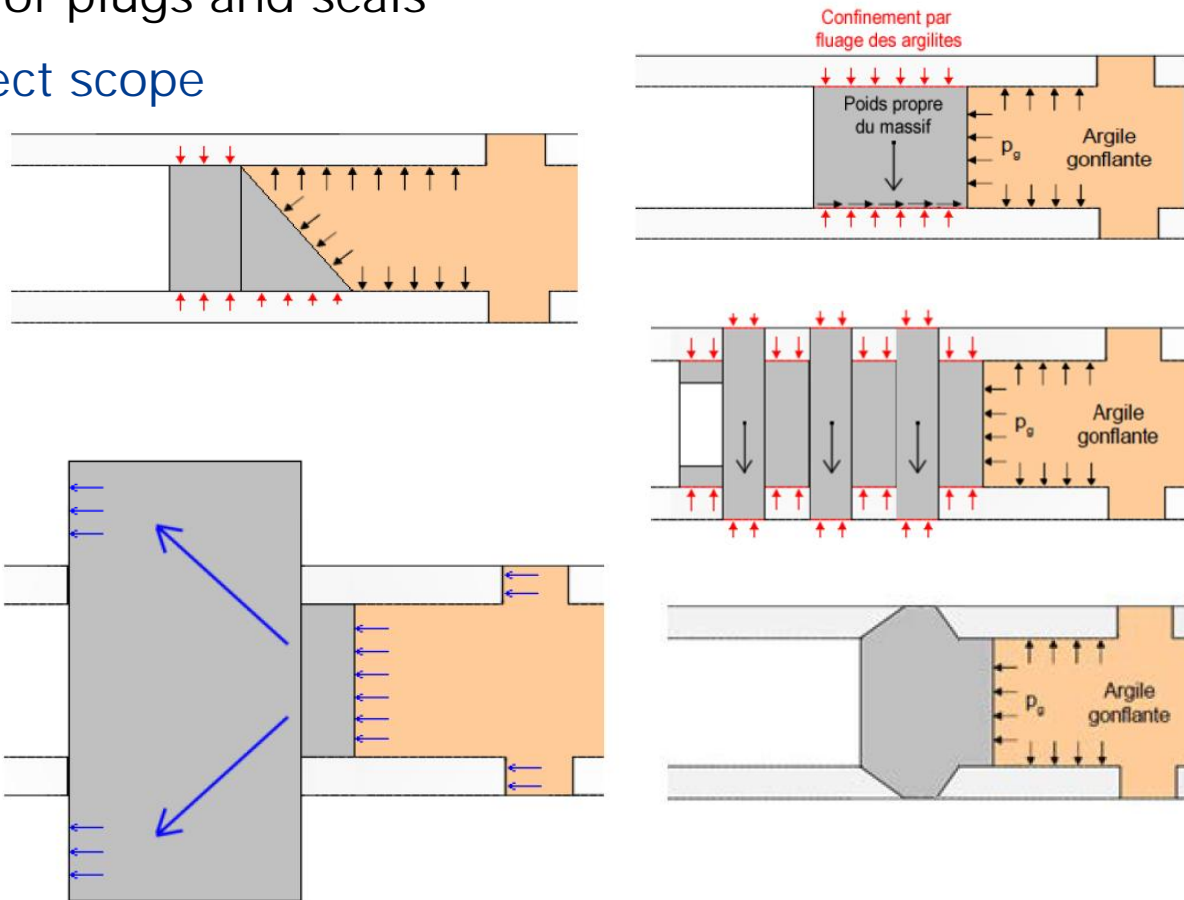 or plugs and seals
ect scope
Confinement par
fluage des argilites
Poids propre
du massif
pg
Argile
gonflante
pg
Argile
gonflante
pg
Argile
gonflante